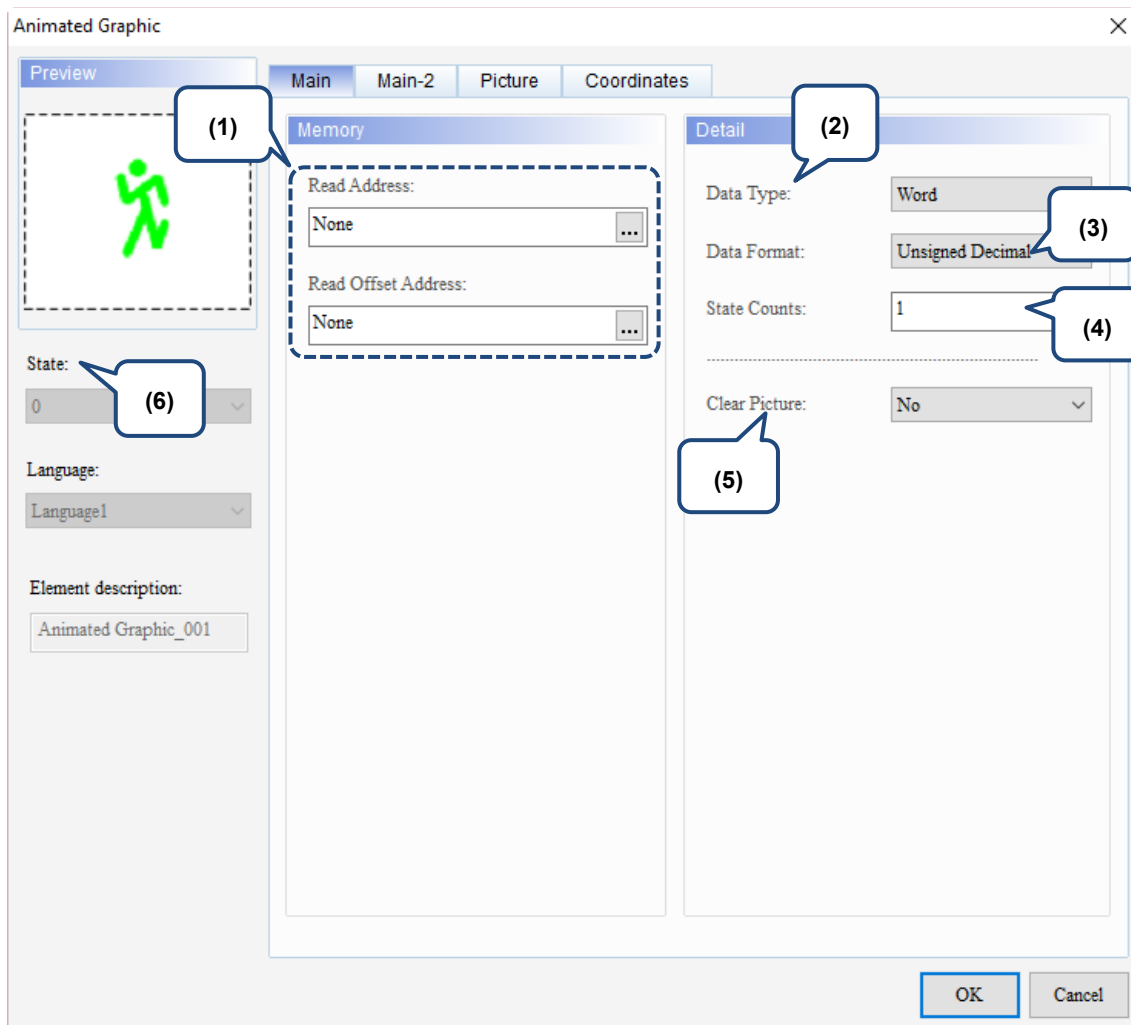 Animated Graphic
Preview
Main Main-2 Picture Coordinates
(1)
Memory
Read Address:
None
...
Read Offset Address:
None
...
Detail
(2)
Data Type:
Word
(3)
Data Format:
Unsigned Decimal
State Counts:
1
(4)
Clear Picture:
No
(5)
State:
0
(6)
Language:
Language1
Element description:
Animated Graphic_001
OK
Cancel